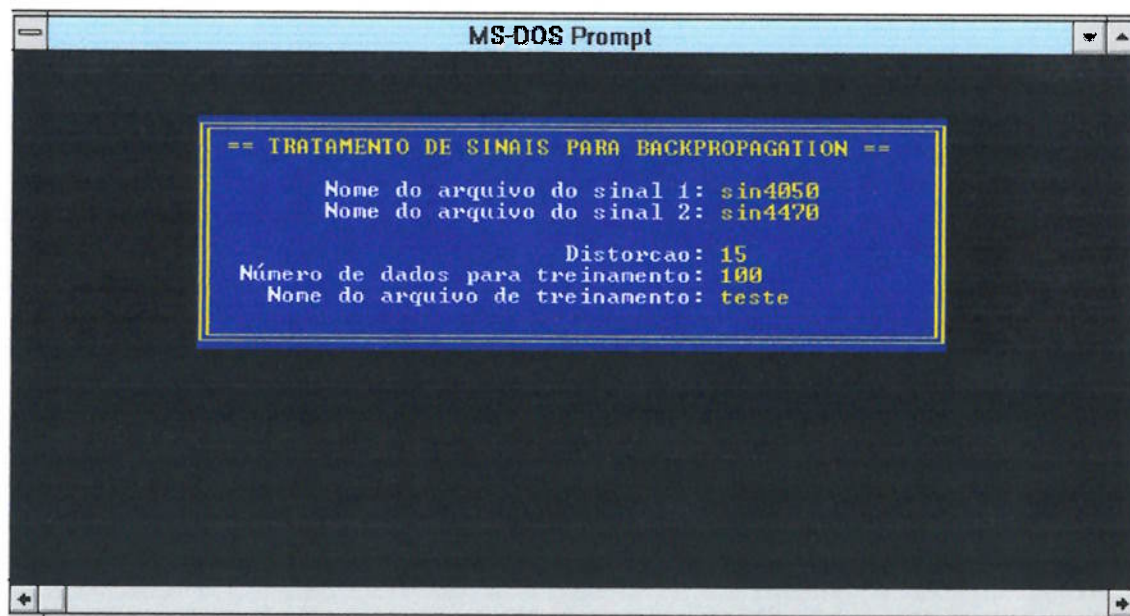 MS-DOS Prompt
== TRATAMENTO DE SINAIS PARA BACKPROPAGATION ==
Nome do arquivo do sinal 1: sin4050
Nome do arquivo do sinal 2: sin4470
Distorcao: 15
Número de dados para treinamento: 100
Nome do arquivo de treinamento: teste